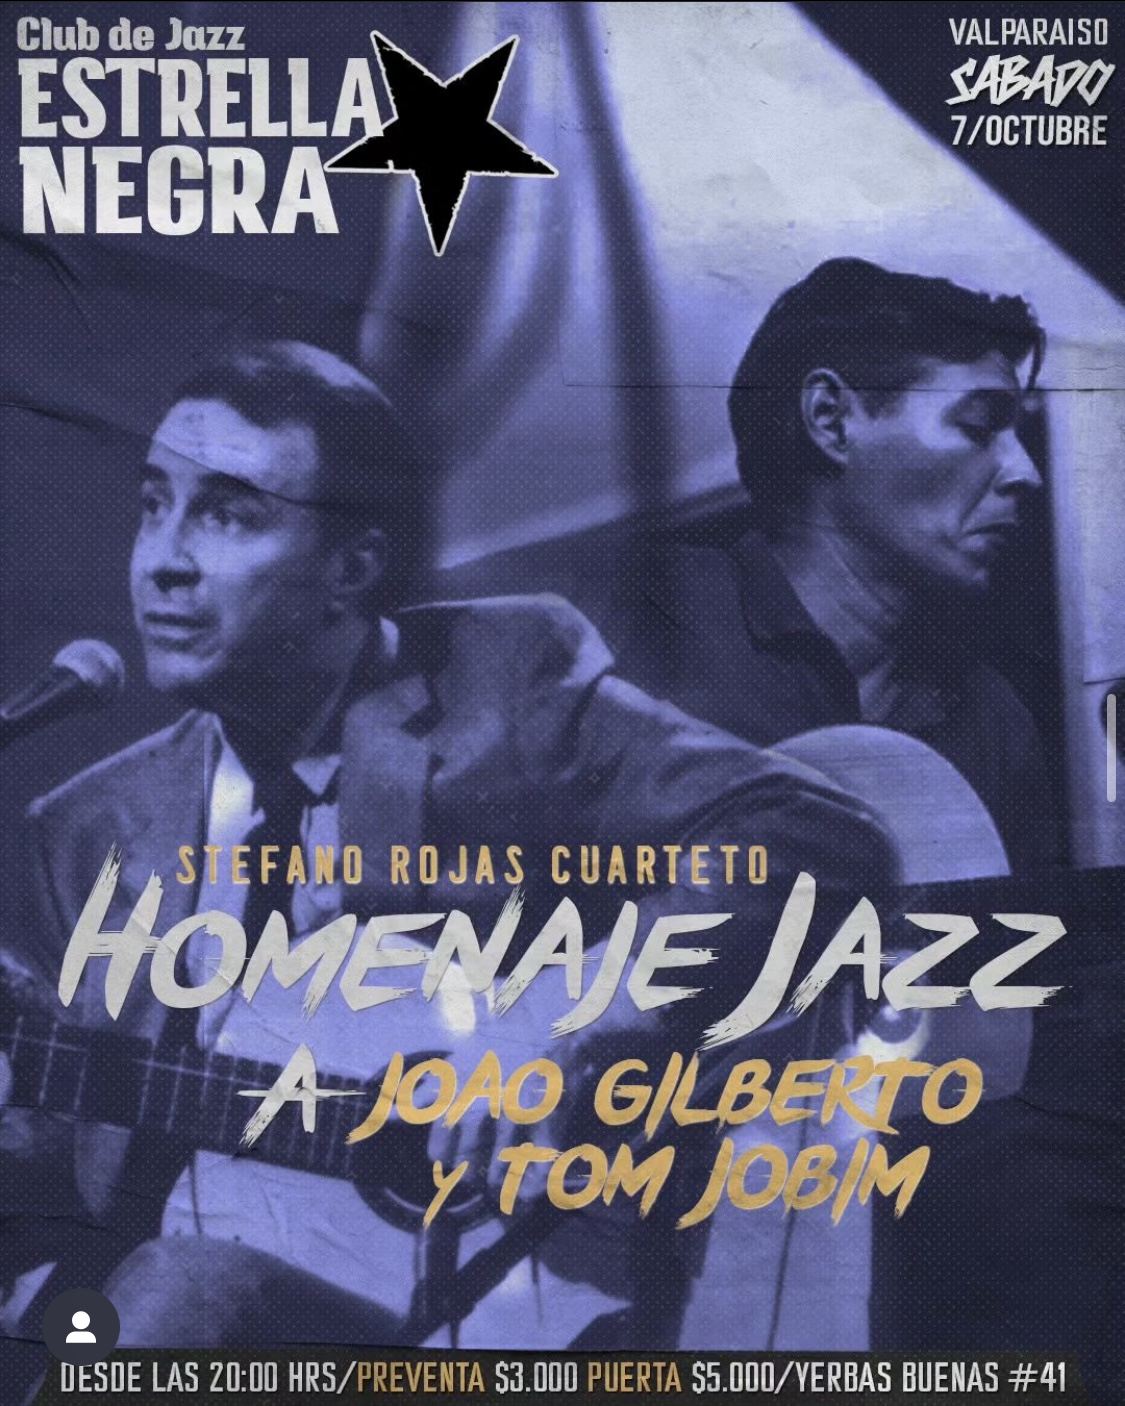 Club de Jazz
ESTRELLA
NEGRA
VALPARAISO
SABADO
7/OCTUBRE
STEFANO ROJAS CUARTETO
HOMENAJE JAZZ
A JOAO GILBERTO
Y TOM JOBIM
DESDE LAS 20:00 HRS/PREVENTA $3.000 PUERTA $5.000/YERBAS BUENAS #41